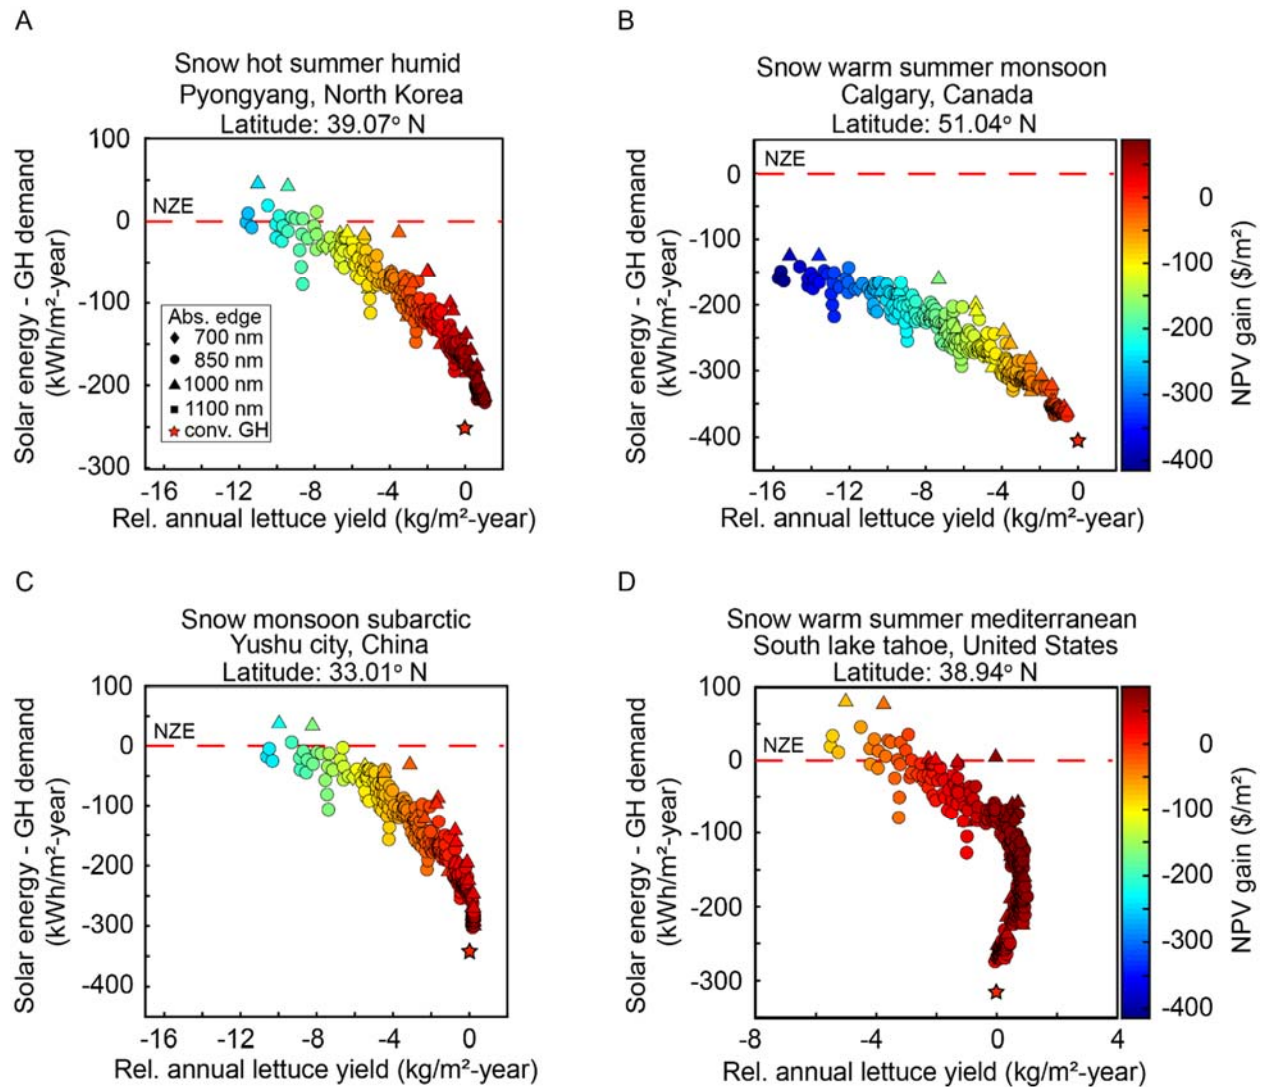 A
Snow hot summer humid
Pyongyang, North Korea
Latitude: 39.07° N
Solar energy - GH demand
(kWh/m²-year)
100
0
-100
-200
-300
NZE
Abs. edge
700 nm
850 nm
1000 nm
1100 nm
conv. GH
-16 -12 -8 -4 0
Rel. annual lettuce yield (kg/m²-year)
B
Snow warm summer monsoon
Calgary, Canada
Latitude: 51.04° N
Solar energy - GH demand
(kWh/m²-year)
0
-100
-200
-300
-400
NZE
-16 -12 -8 -4 0
Rel. annual lettuce yield (kg/m²-year)
0
-100
-200
-300
-400
NPV gain ($/m²)
C
Snow monsoon subarctic
Yushu city, China
Latitude: 33.01° N
Solar energy - GH demand
(kWh/m²-year)
100
0
-100
-200
-300
-400
NZE
-16 -12 -8 -4 0
Rel. annual lettuce yield (kg/m²-year)
D
Snow warm summer mediterranean
South lake tahoe, United States
Latitude: 38.94° N
Solar energy - GH demand
(kWh/m²-year)
100
0
-100
-200
-300
NZE
-8 -4 0 4
Rel. annual lettuce yield (kg/m²-year)
0
-100
-200
-300
-400
NPV gain ($/m²)